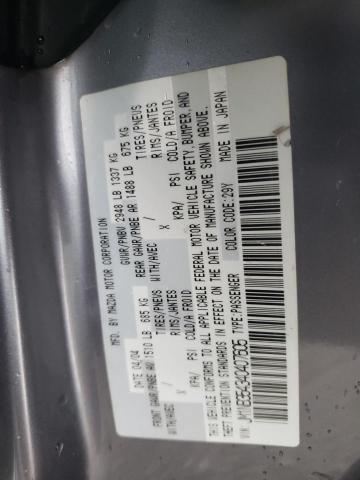 MFD. BY MAZDA MOTOR CORPORATION
DATE: 04/04 GVWR/PNBV 2948 LB 1337 KG
FRONT GAWR/PNBE AV 1510 LB 685 KG REAR GAWR/PNBE AR 1488 LB 675 KG
WITH/AVEC / TIRES/PNEUS WITH/AVEC / TIRES/PNEUS
X RIMS/JANTES X RIMS/JANTES
KPA/ PSI COLD/A FROID KPA/ PSI COLD/A FROID
THIS VEHICLE CONFORMS TO ALL APPLICABLE FEDERAL MOTOR VEHICLE SAFETY, BUMPER, AND
THEFT PREVENTION STANDARDS IN EFFECT ON THE DATE OF MANUFACTURE SHOWN ABOVE.
TYPE:PASSENGER COLOR CODE:29Y MADE IN JAPAN